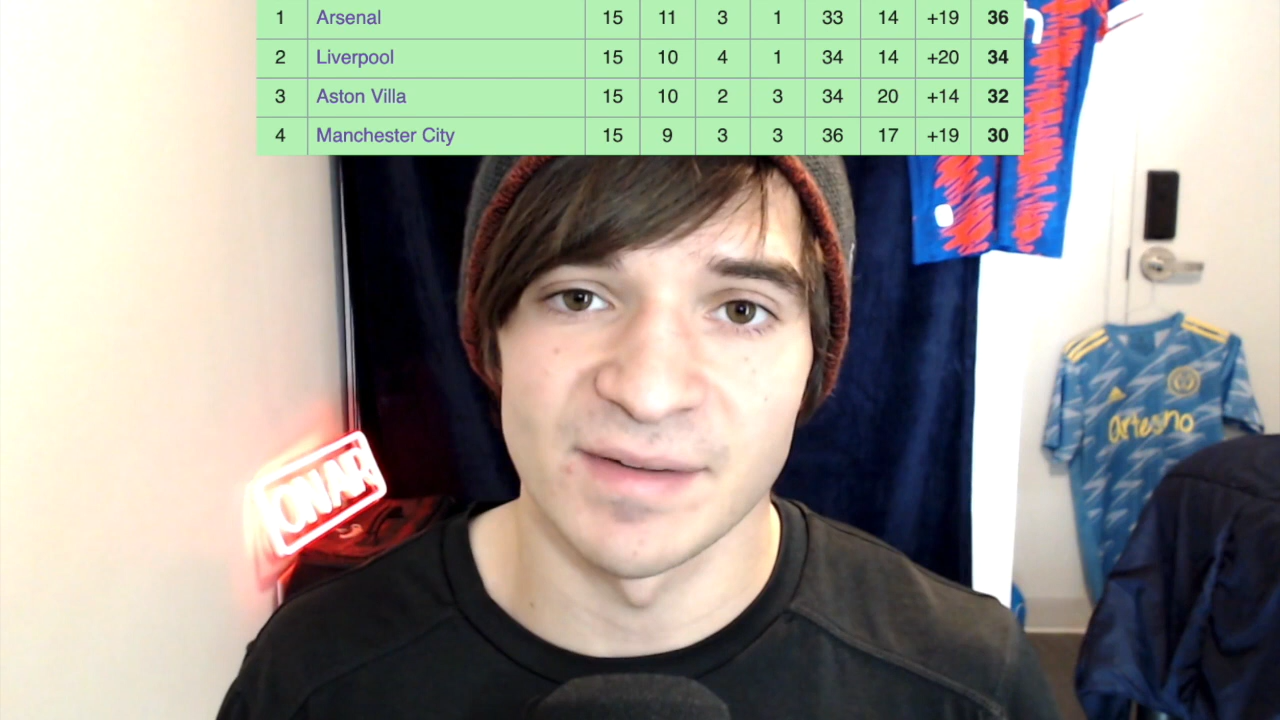 1 Arsenal 15 11 3 1 33 14 +19 36
2 Liverpool 15 10 4 1 34 14 +20 34
3 Aston Villa 15 10 2 3 34 20 +14 32
4 Manchester City 15 9 3 3 36 17 +19 30
ON AIR
artesano